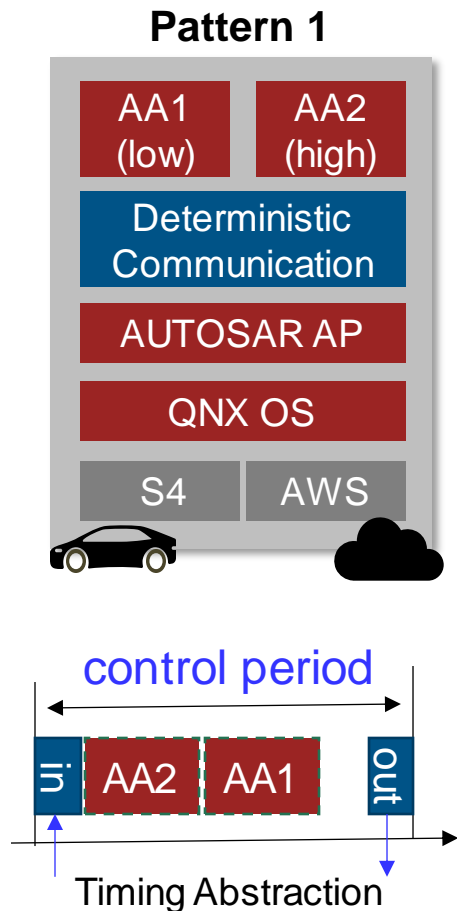 Pattern 1
AA1
(low)
AA2
(high)
Deterministic
Communication
AUTOSAR AP
QNX OS
S4
AWS
control period
in
AA2
AA1
out
Timing Abstraction